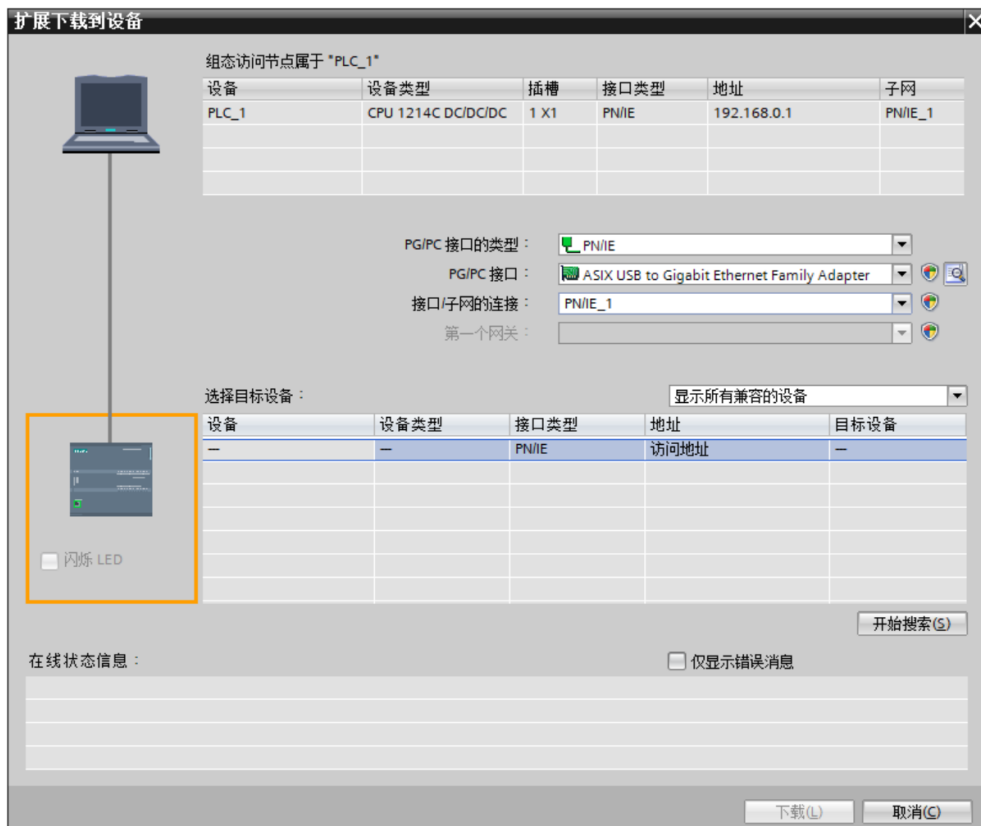 扩展下载到设备
组态访问节点属于 "PLC_1"
设备 设备类型 插槽 接口类型 地址 子网
PLC_1 CPU 1214C DC/DC/DC 1 X1 PN/IE 192.168.0.1 PN/IE_1
PG/PC 接口的类型： PN/IE
PG/PC 接口： ASIX USB to Gigabit Ethernet Family Adapter
接口/子网的连接： PN/IE_1
第一个网关：
选择目标设备： 显示所有兼容的设备
设备 设备类型 接口类型 地址 目标设备
— — PN/IE 访问地址 —
闪烁 LED
开始搜索(S)
在线状态信息： 仅显示错误消息
下载(L) 取消(C)